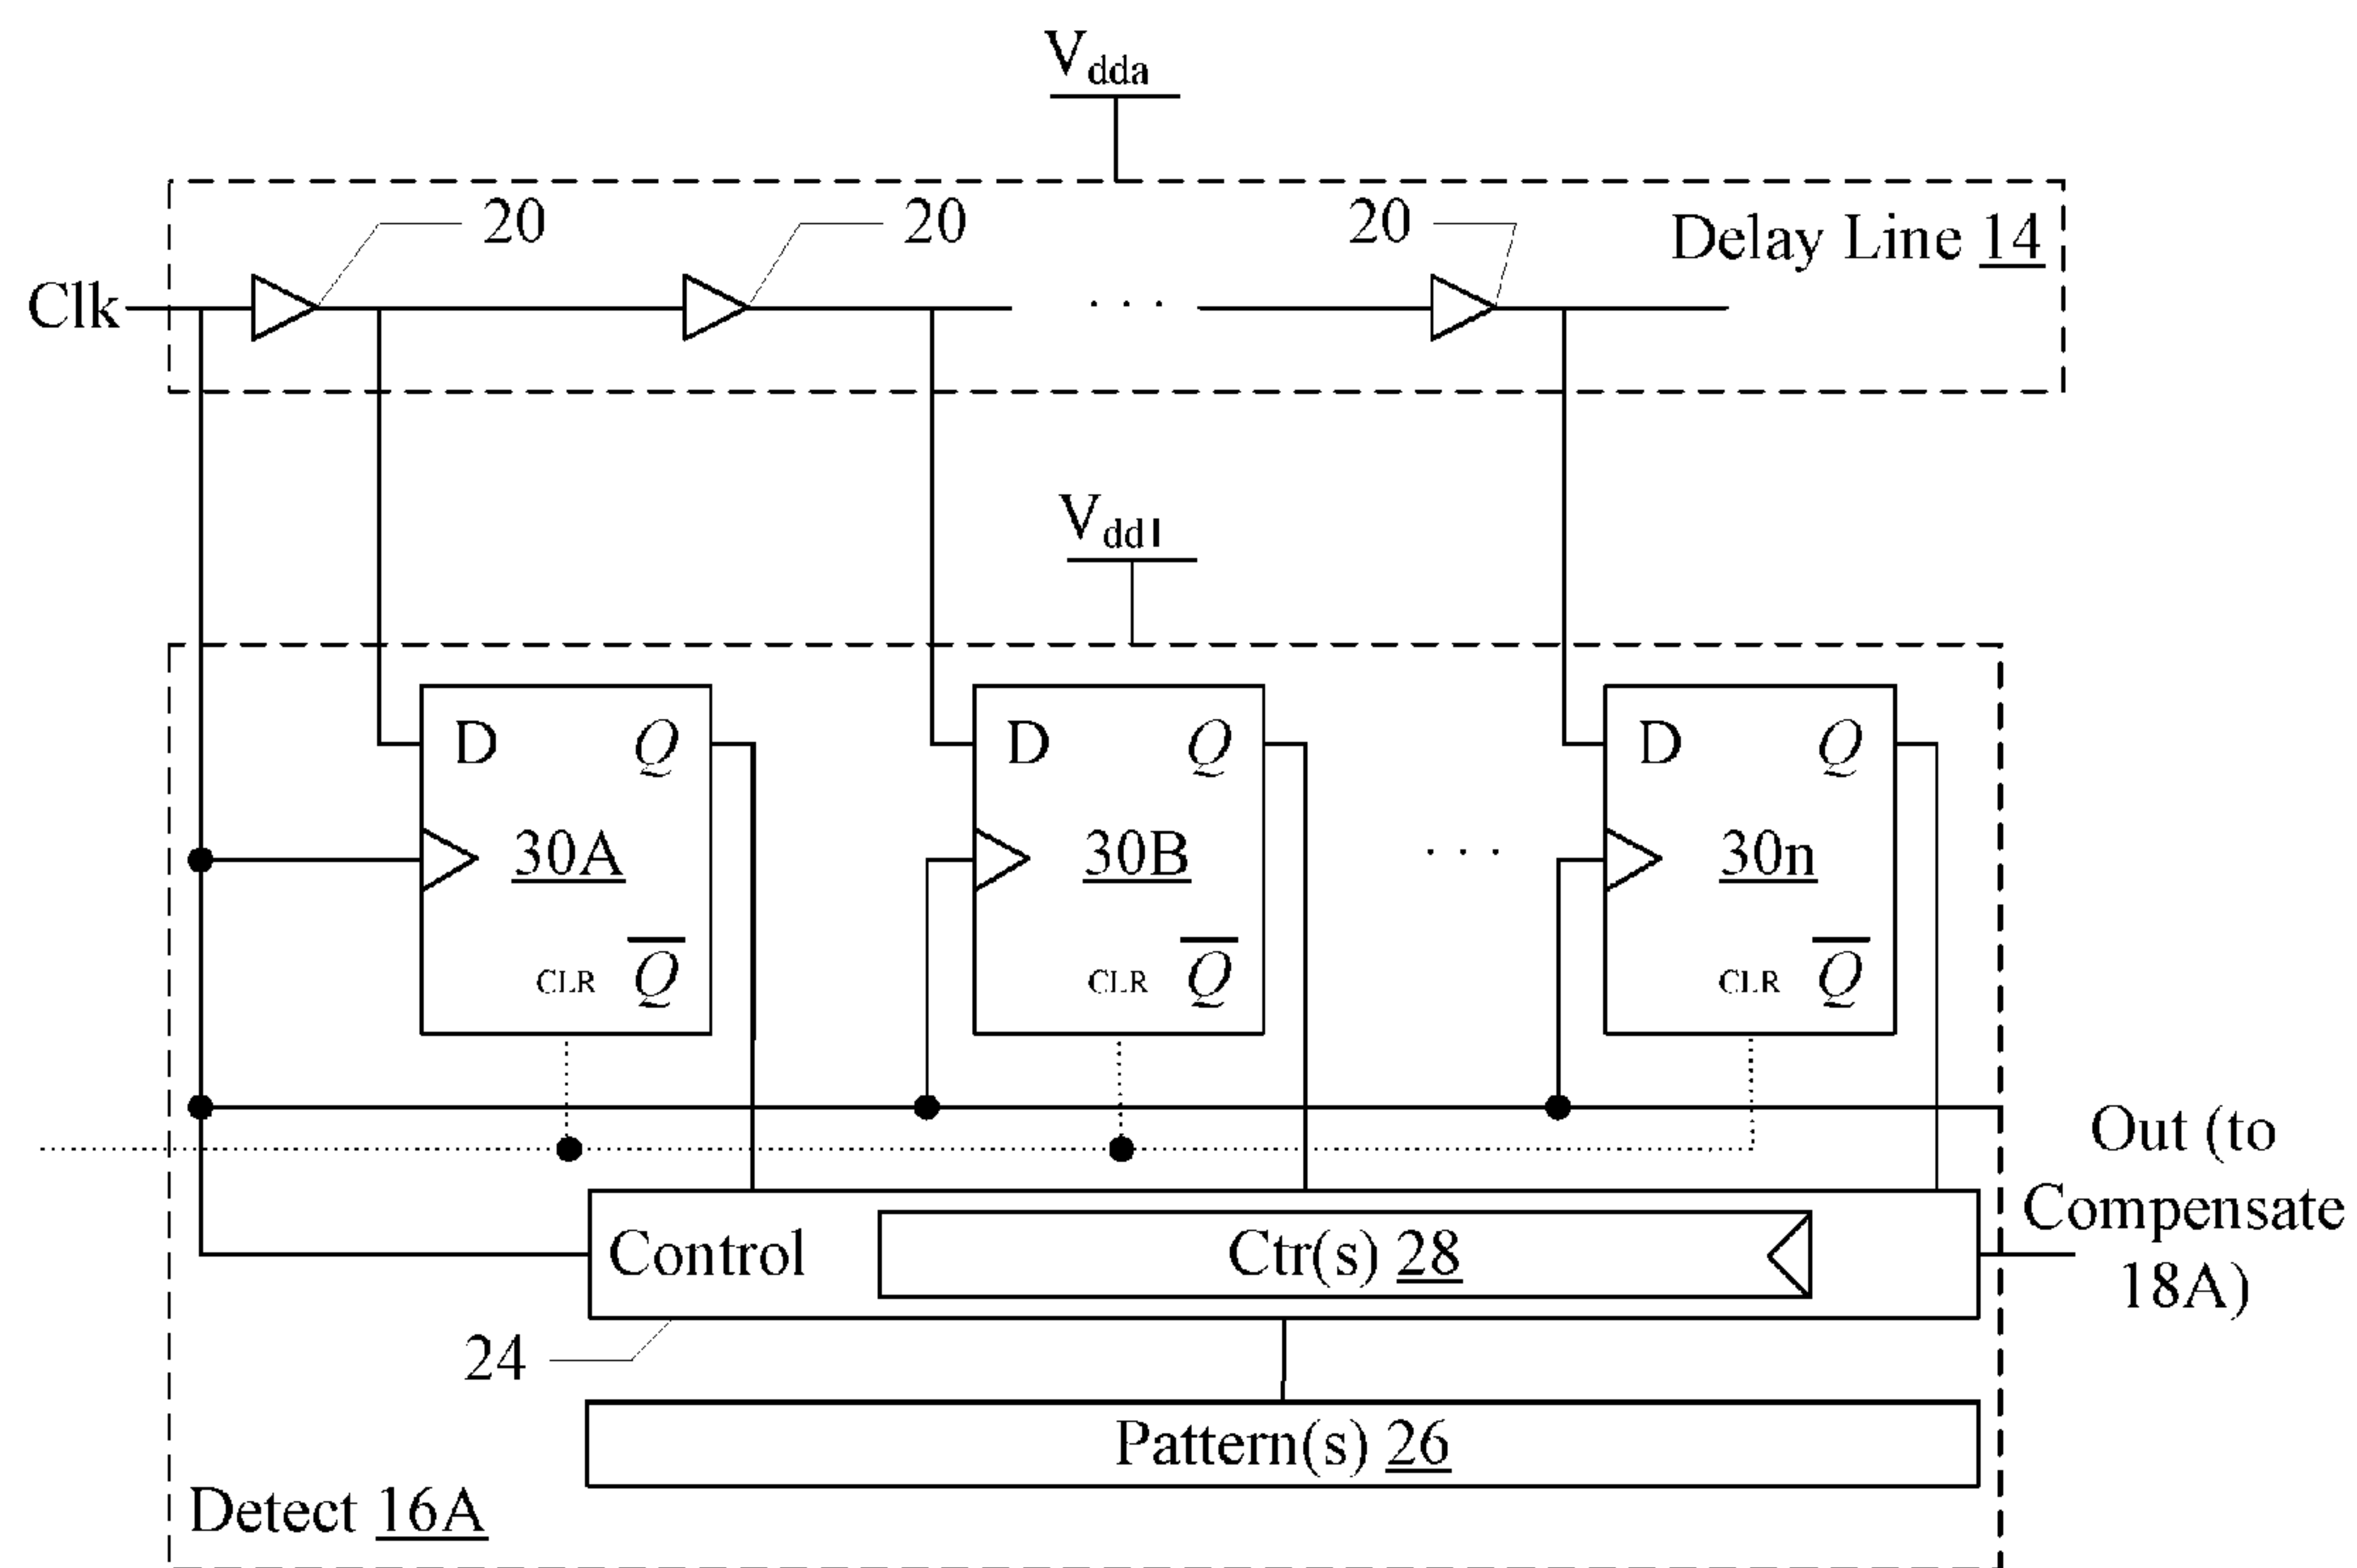 Vdda
20 20 20 Delay Line 14
Clk . . .
Vddl
D Q D Q D Q
30A 30B . . . 30n
CLR Q CLR Q CLR Q
Out (to
Compensate
18A)
Control Ctr(s) 28
24
Pattern(s) 26
Detect 16A